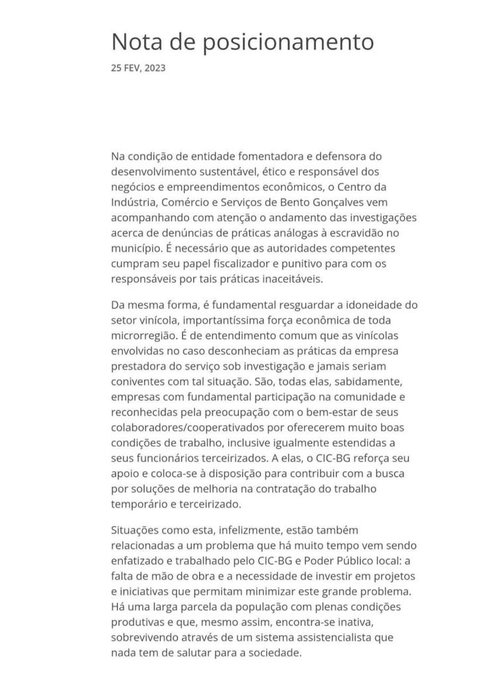 Nota de posicionamento
25 FEV, 2023
Na condição de entidade fomentadora e defensora do
desenvolvimento sustentável, ético e responsável dos
negócios e empreendimentos econômicos, o Centro da
Indústria, Comércio e Serviços de Bento Gonçalves vem
acompanhando com atenção o andamento das investigações
acerca de denúncias de práticas análogas à escravidão no
município. É necessário que as autoridades competentes
cumpram seu papel fiscalizador e punitivo para com os
responsáveis por tais práticas inaceitáveis.
Da mesma forma, é fundamental resguardar a idoneidade do
setor vinícola, importantíssima força econômica de toda
microrregião. É de entendimento comum que as vinícolas
envolvidas no caso desconheciam as práticas da empresa
prestadora do serviço sob investigação e jamais seriam
coniventes com tal situação. São, todas elas, sabidamente,
empresas com fundamental participação na comunidade e
reconhecidas pela preocupação com o bem-estar de seus
colaboradores/cooperativados por oferecerem muito boas
condições de trabalho, inclusive igualmente estendidas a
seus funcionários terceirizados. A elas, o CIC-BG reforça seu
apoio e coloca-se à disposição para contribuir com a busca
por soluções de melhoria na contratação do trabalho
temporário e terceirizado.
Situações como esta, infelizmente, estão também
relacionadas a um problema que há muito tempo vem sendo
enfatizado e trabalhado pelo CIC-BG e Poder Público local: a
falta de mão de obra e a necessidade de investir em projetos
e iniciativas que permitam minimizar este grande problema.
Há uma larga parcela da população com plenas condições
produtivas e que, mesmo assim, encontra-se inativa,
sobrevivendo através de um sistema assistencialista que
nada tem de salutar para a sociedade.